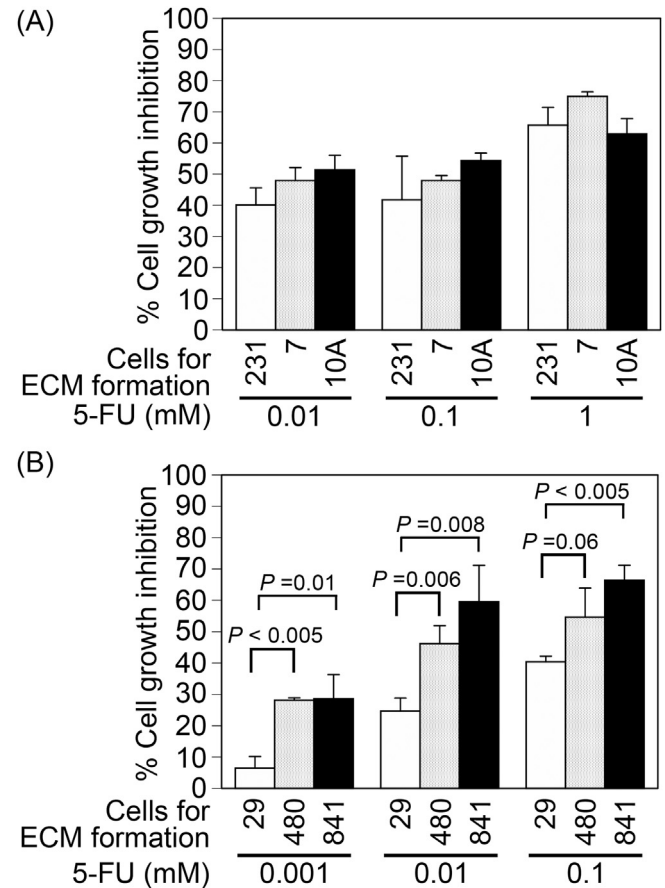 (A)
% Cell growth inhibition
100
90
80
70
60
50
40
30
20
10
0
Cells for
ECM formation
231 7 10A 231 7 10A 231 7 10A
5-FU (mM) 0.01 0.1 1
(B)
% Cell growth inhibition
100
90
80
70
60
50
40
30
20
10
0
P < 0.005
P =0.01
P =0.006
P =0.008
P =0.06
P < 0.005
Cells for
ECM formation
29 480 841 29 480 841 29 480 841
5-FU (mM) 0.001 0.01 0.1